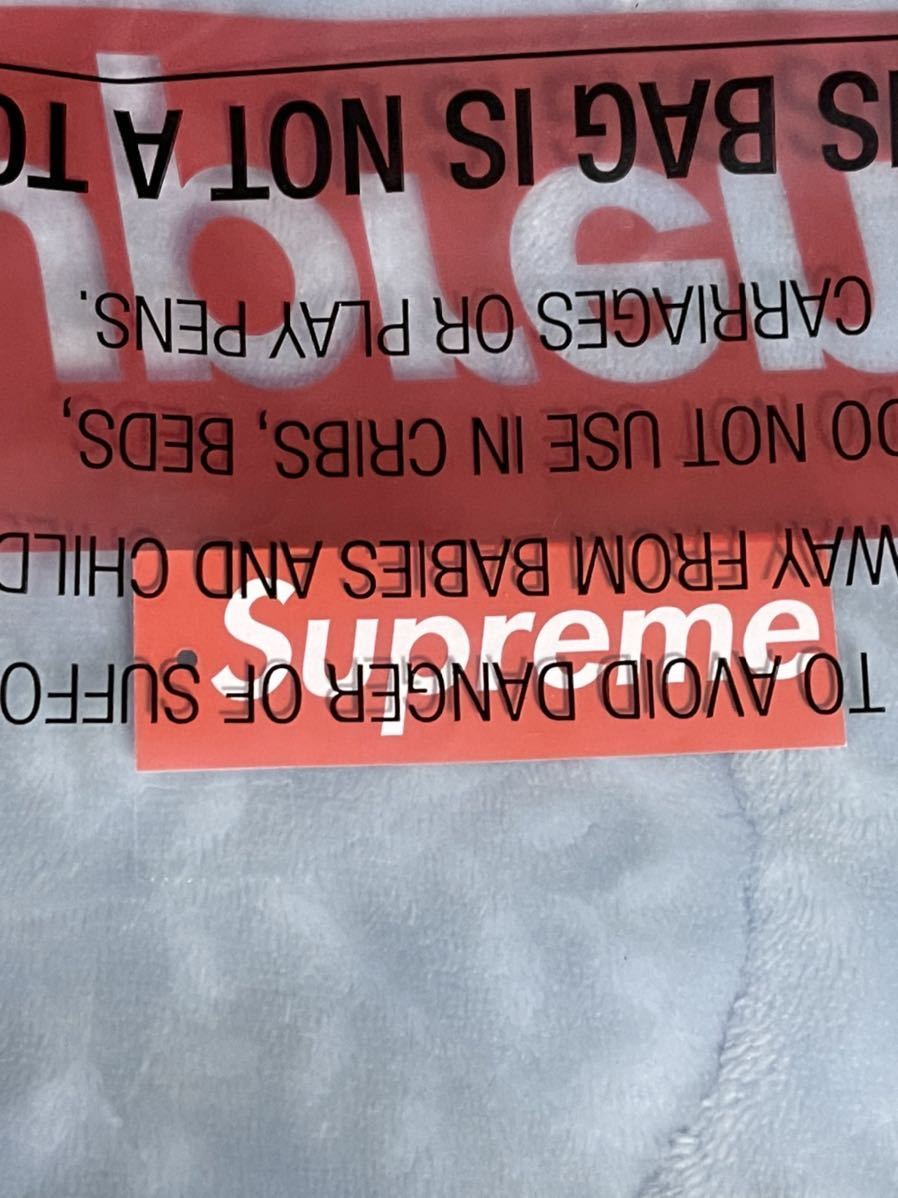 TO AVOID DANGER OF SUFFO
WAY FROM BABIES AND CHILD
DO NOT USE IN CRIBS, BEDS,
CARRIAGES OR PLAY PENS.
IS BAG IS NOT A TO
Supreme